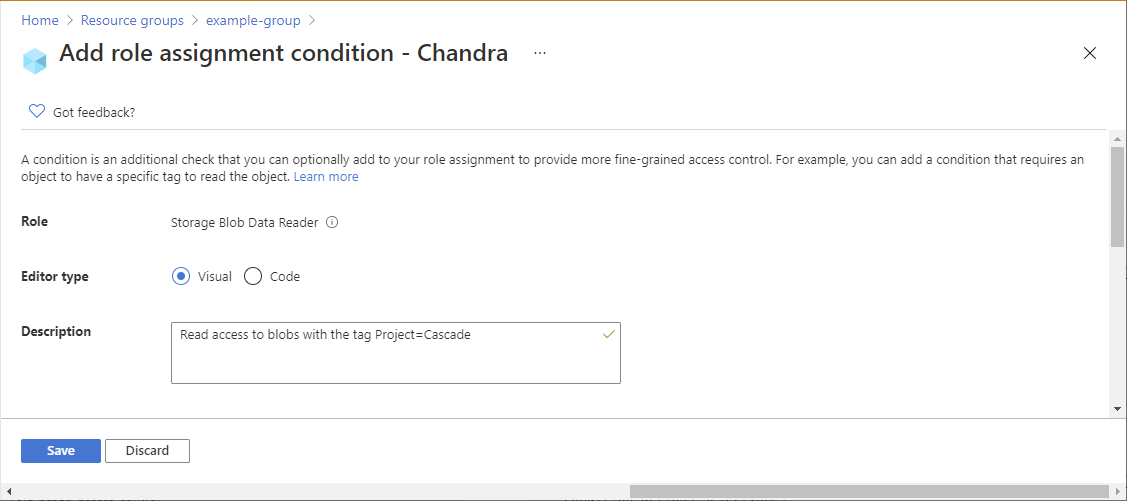 Home > Resource groups > example-group >
Add role assignment condition - Chandra ...
Got feedback?
A condition is an additional check that you can optionally add to your role assignment to provide more fine-grained access control. For example, you can add a condition that requires an
object to have a specific tag to read the object. Learn more
Role
Storage Blob Data Reader
Editor type
Visual
Code
Description
Read access to blobs with the tag Project=Cascade
Save
Discard